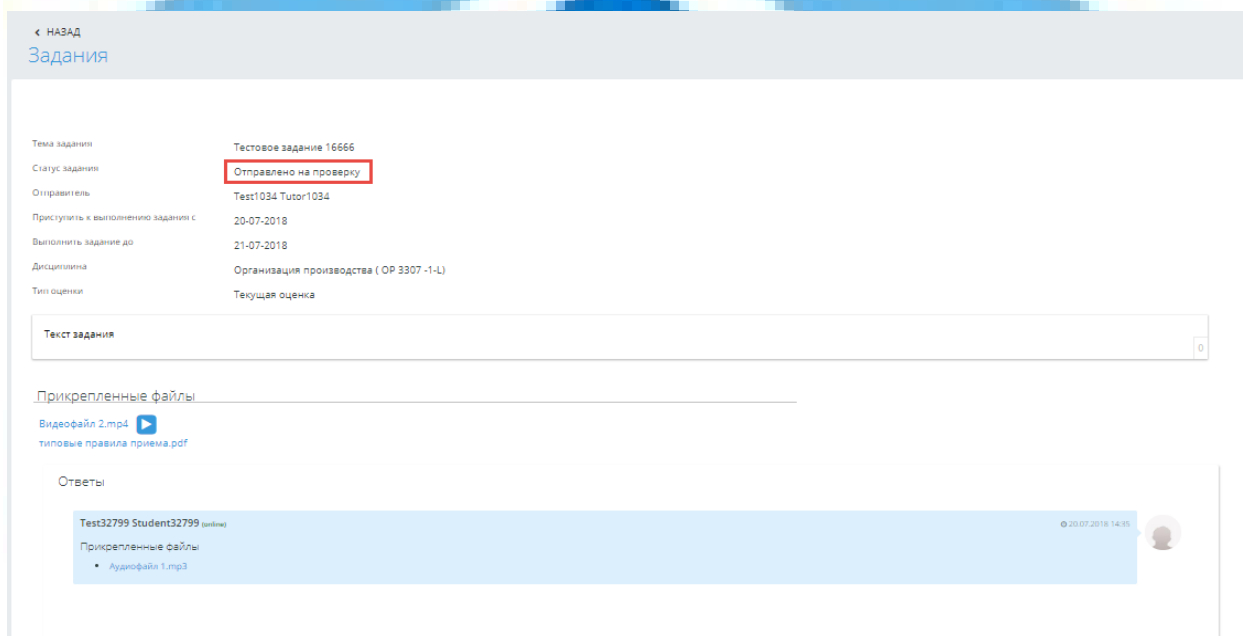 НАЗАД
Задания
Тема задания Тестовое задание 16666
Статус задания Отправлено на проверку
Отправитель Test1034 Tutor1034
Приступить к выполнению задания с 20-07-2018
Выполнить задание до 21-07-2018
Дисциплина Организация производства ( OP 3307 -1-L)
Тип оценки Текущая оценка
Текст задания
0
Прикрепленные файлы
Видеофайл 2.mp4
типовые правила приема.pdf
Ответы
Test32799 Student32799 (online) 20.07.2018 14:35
Прикрепленные файлы
• Аудиофайл 1.mp3